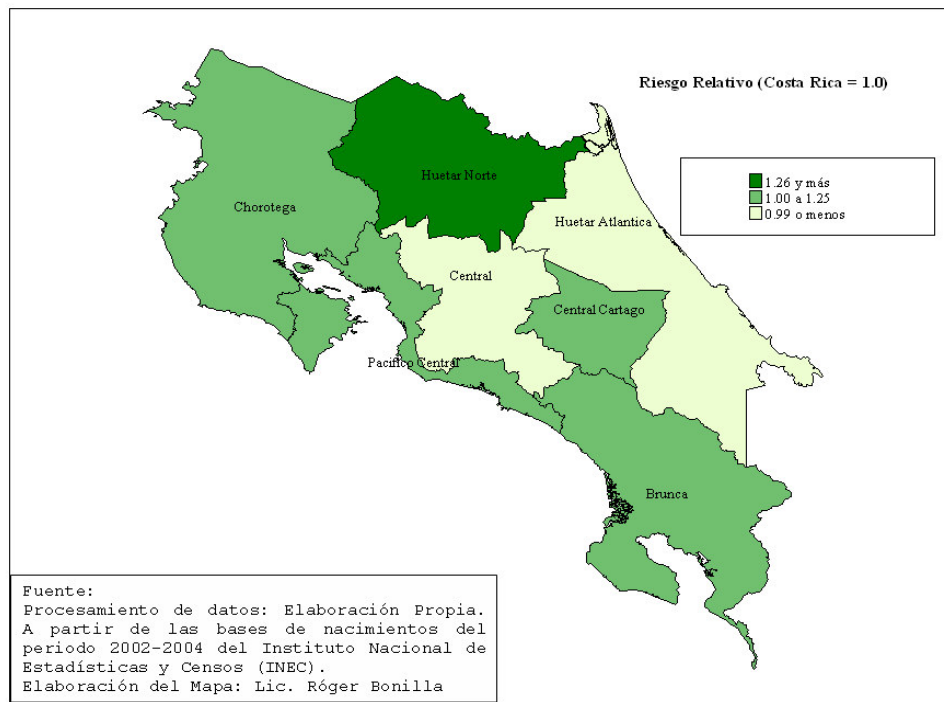 Riesgo Relativo (Costa Rica = 1.0)
1.26 y más
1.00 a 1.25
0.99 o menos
Huetar Norte
Chorotega
Huetar Atlantica
Central
Central Cartago
Pacifico Central
Brunca
Fuente:
Procesamiento de datos: Elaboración Propia.
A partir de las bases de nacimientos del
periodo 2002-2004 del Instituto Nacional de
Estadísticas y Censos (INEC).
Elaboración del Mapa: Lic. Róger Bonilla